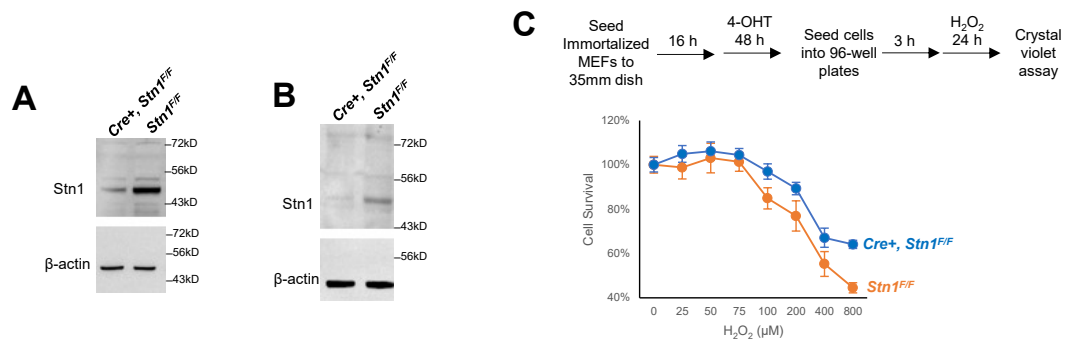 A
Cre+, Stn1F/F
Stn1F/F
72kD
56kD
Stn1
43kD
72kD
56kD
β-actin
43kD
B
Cre+, Stn1F/F
Stn1F/F
72kD
56kD
Stn1
43kD
56kD
β-actin
C
Seed
Immortalized
MEFs to
35mm dish
16 h
4-OHT
48 h
Seed cells
into 96-well
plates
3 h
H2O2
24 h
Crystal
violet
assay
120%
100%
80%
60%
40%
Cell Survival
Cre+, Stn1F/F
Stn1F/F
0 25 50 75 100 200 400 800
H2O2 (µM)